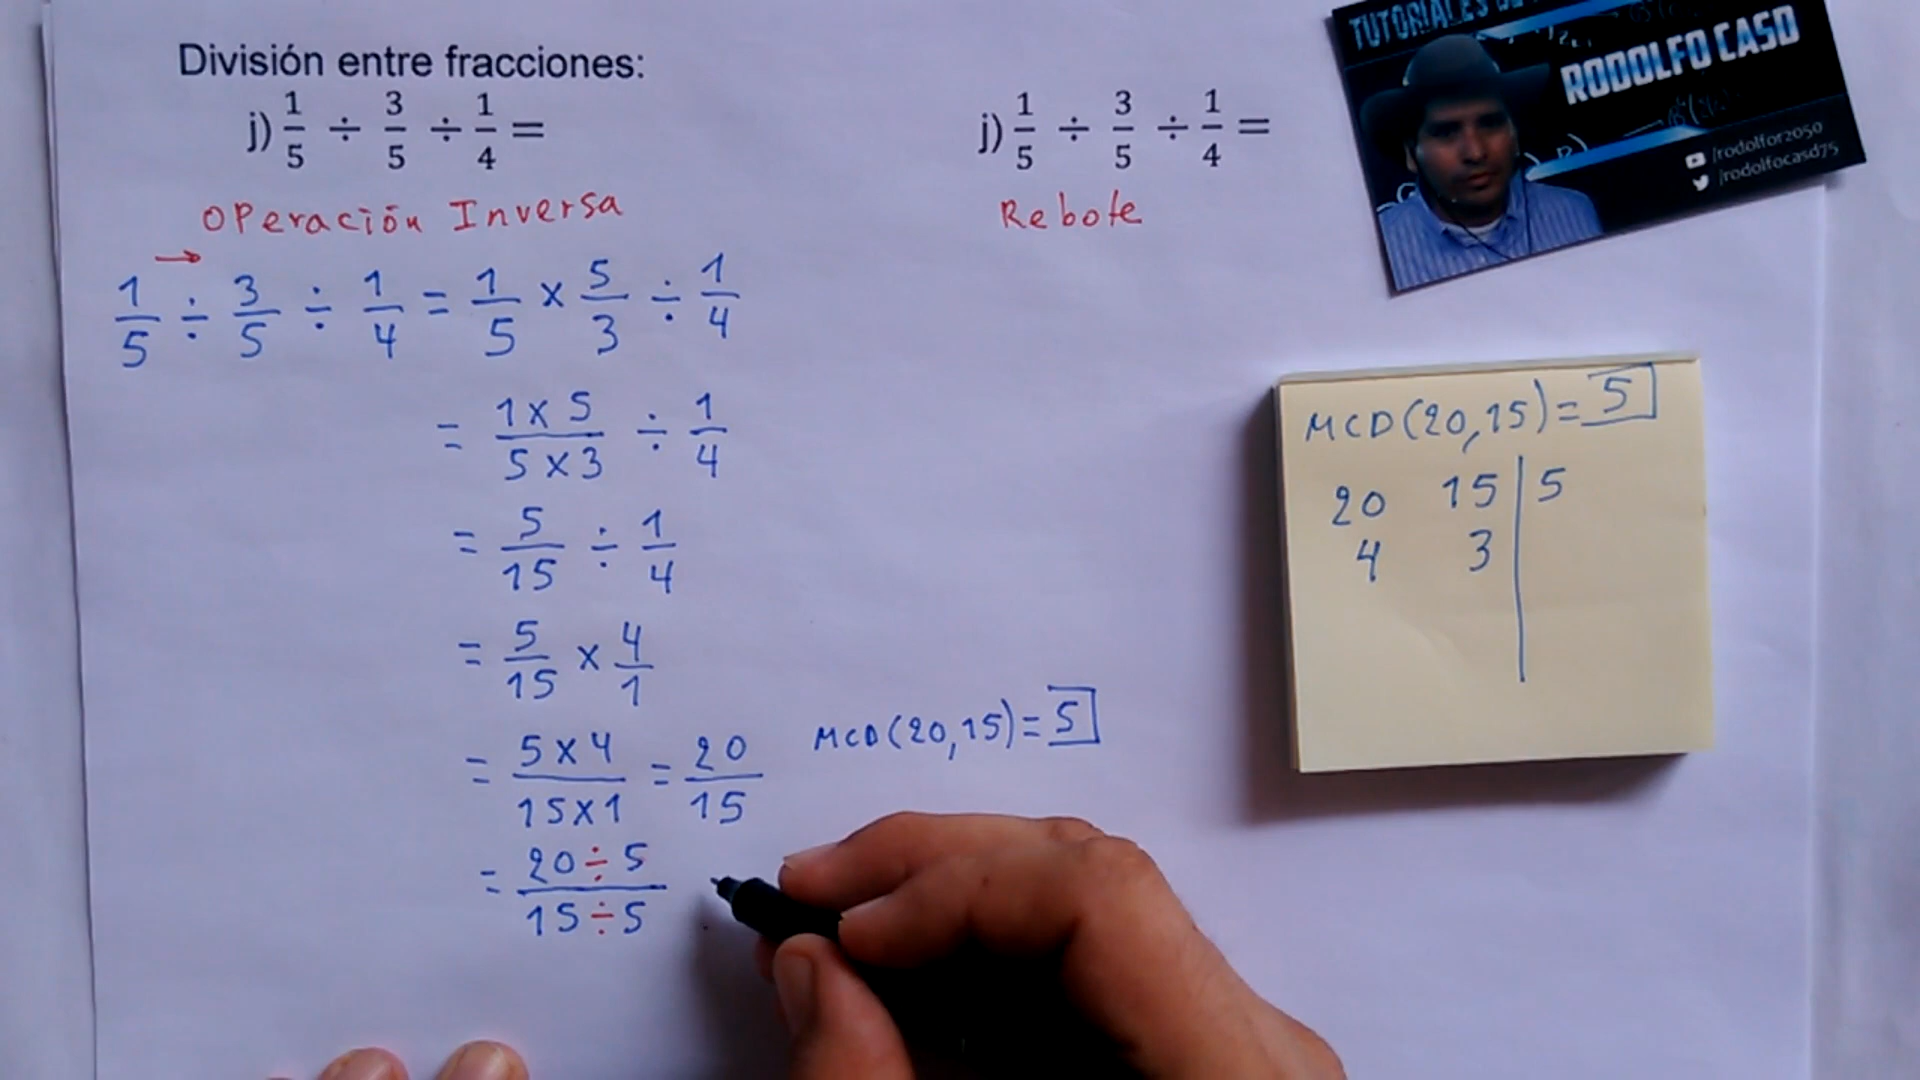 División entre fracciones:
j) 1/5 ÷ 3/5 ÷ 1/4 =
Operación Inversa
→
1/5 ÷ 3/5 ÷ 1/4 = 1/5 x 5/3 ÷ 1/4
= 1x5/5x3 ÷ 1/4
= 5/15 ÷ 1/4
= 5/15 x 4/1
= 5x4/15x1 = 20/15 MCD(20,15)=5
= 20÷5/15÷5
j) 1/5 ÷ 3/5 ÷ 1/4 =
Rebote
TUTORIALES
RODOLFO CASD
/rodolfor2050
/rodolfocasd75
MCD(20,15)=5
20 15 | 5
4 3